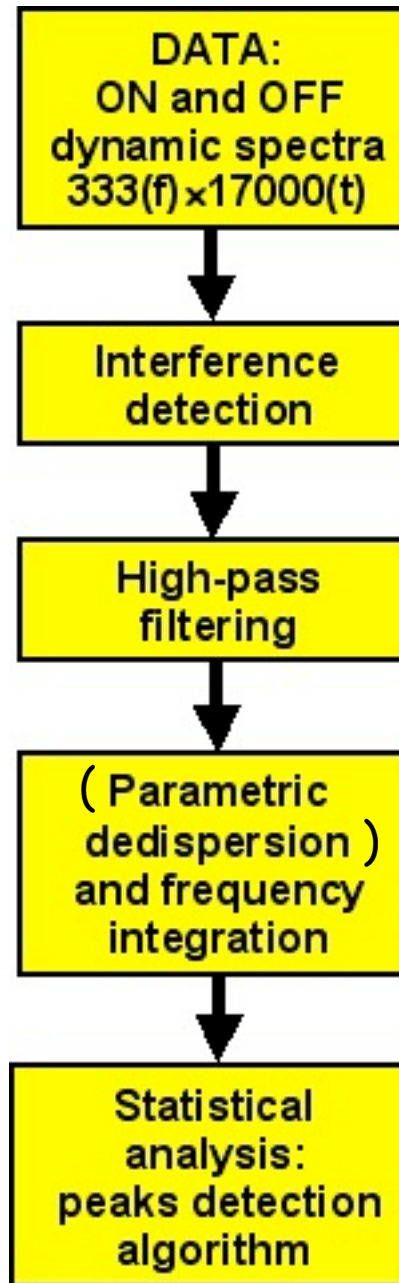 DATA:
ON and OFF
dynamic spectra
333(f)×17000(t)
Interference
detection
High-pass
filtering
( Parametric
dedispersion )
and frequency
integration
Statistical
analysis:
peaks detection
algorithm